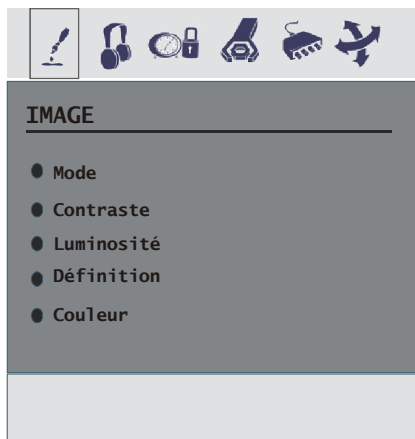 IMAGE
Mode
Contraste
Luminosité
Définition
Couleur